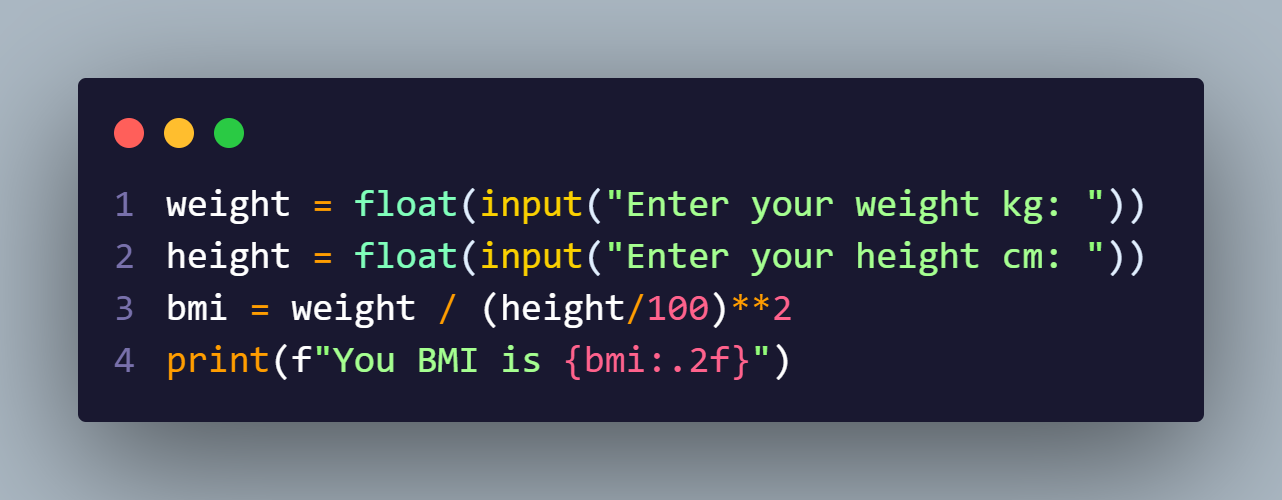 1 weight = float(input("Enter your weight kg: "))
2 height = float(input("Enter your height cm: "))
3 bmi = weight / (height/100)**2
4 print(f"You BMI is {bmi:.2f}")